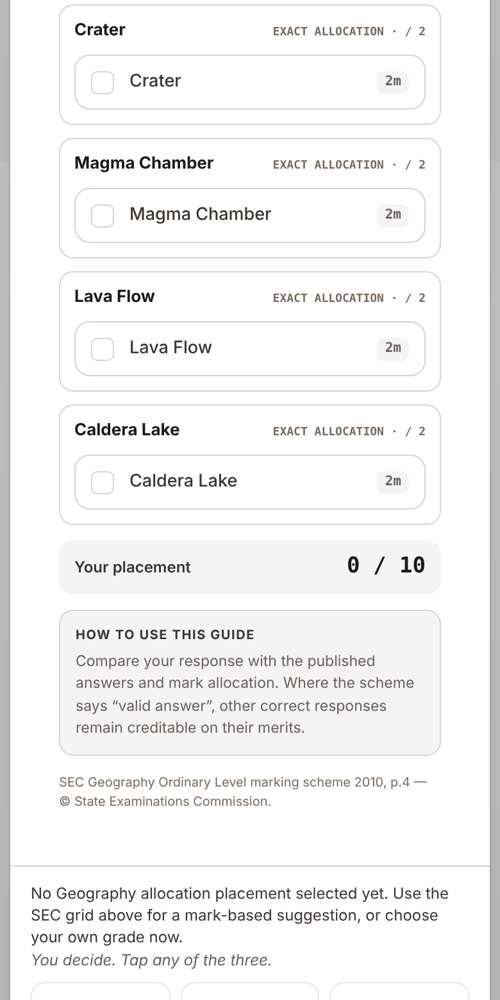 Crater EXACT ALLOCATION · / 2
Crater 2m
Magma Chamber EXACT ALLOCATION · / 2
Magma Chamber 2m
Lava Flow EXACT ALLOCATION · / 2
Lava Flow 2m
Caldera Lake EXACT ALLOCATION · / 2
Caldera Lake 2m
Your placement 0 / 10
HOW TO USE THIS GUIDE
Compare your response with the published
answers and mark allocation. Where the scheme
says “valid answer”, other correct responses
remain creditable on their merits.
SEC Geography Ordinary Level marking scheme 2010, p.4 —
© State Examinations Commission.
No Geography allocation placement selected yet. Use the
SEC grid above for a mark-based suggestion, or choose
your own grade now.
You decide. Tap any of the three.